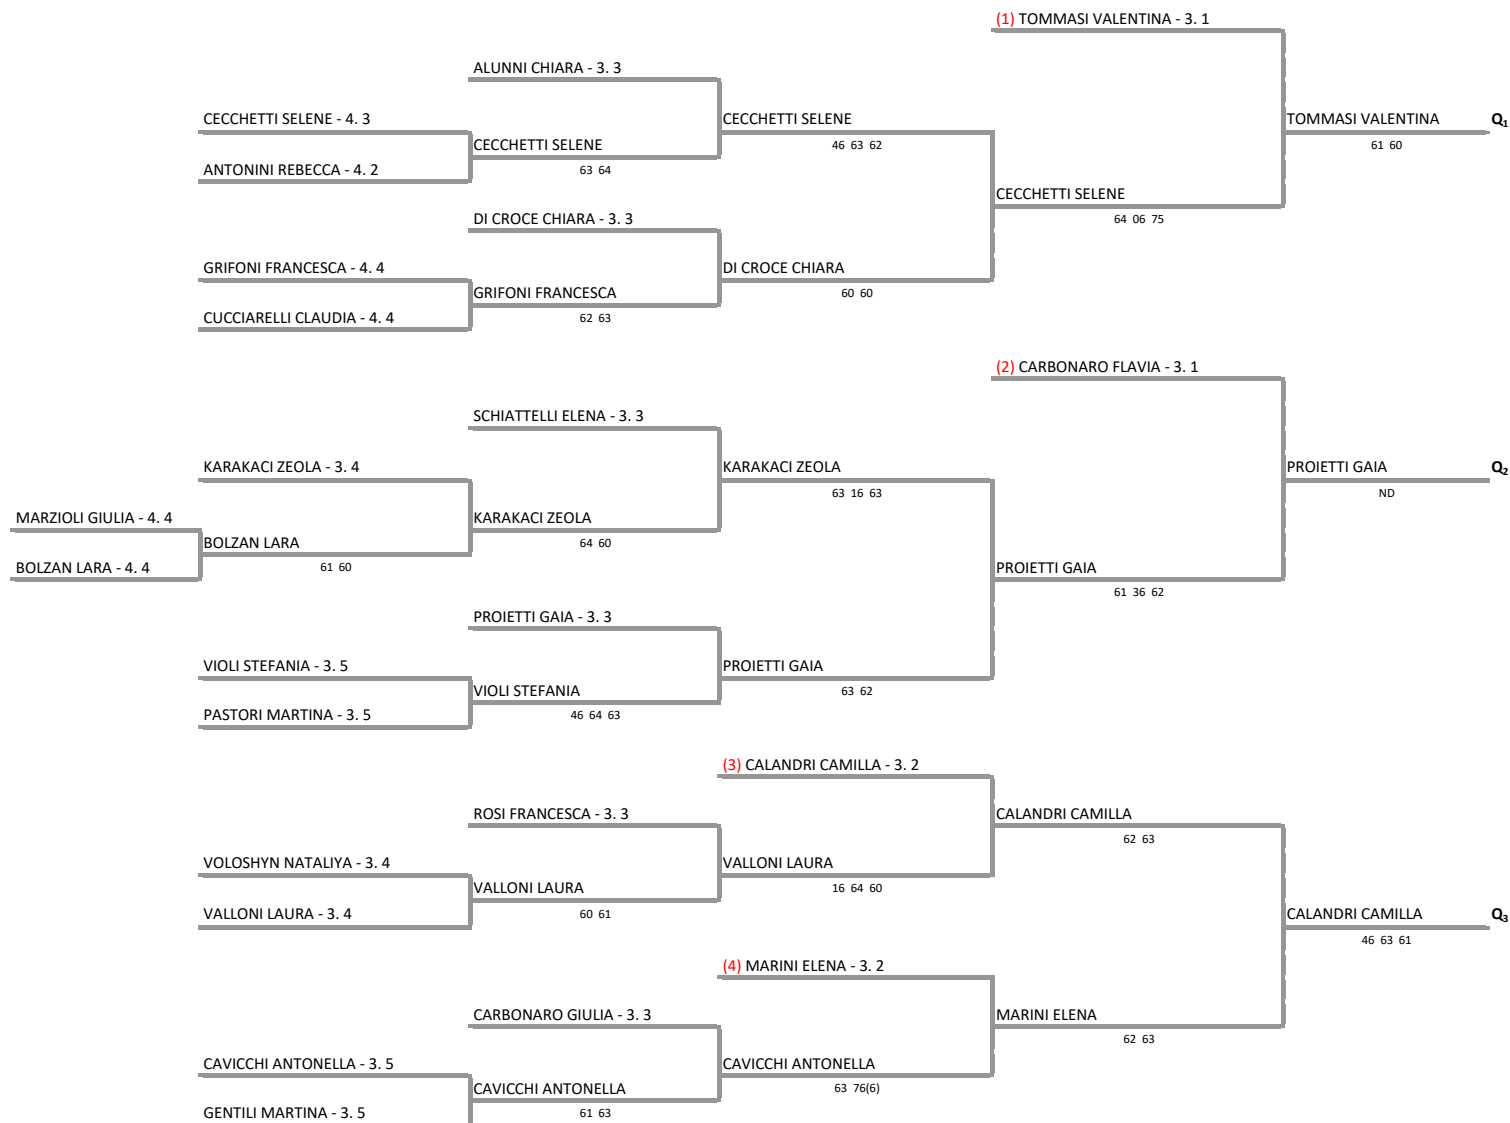 (1) TOMMASI VALENTINA - 3. 1
ALUNNI CHIARA - 3. 3
CECCHETTI SELENE - 4. 3
CECCHETTI SELENE
TOMMASI VALENTINA
Q1
CECCHETTI SELENE
46 63 62
61 60
ANTONINI REBECCA - 4. 2
63 64
CECCHETTI SELENE
DI CROCE CHIARA - 3. 3
64 06 75
GRIFONI FRANCESCA - 4. 4
DI CROCE CHIARA
GRIFONI FRANCESCA
60 60
CUCCIARELLI CLAUDIA - 4. 4
62 63
(2) CARBONARO FLAVIA - 3. 1
SCHIATTELLI ELENA - 3. 3
KARAKACI ZEOLA - 3. 4
KARAKACI ZEOLA
PROIETTI GAIA
Q2
63 16 63
ND
MARZIOLI GIULIA - 4. 4
KARAKACI ZEOLA
BOLZAN LARA
64 60
BOLZAN LARA - 4. 4
61 60
PROIETTI GAIA
61 36 62
PROIETTI GAIA - 3. 3
VIOLI STEFANIA - 3. 5
PROIETTI GAIA
VIOLI STEFANIA
63 62
PASTORI MARTINA - 3. 5
46 64 63
(3) CALANDRI CAMILLA - 3. 2
ROSI FRANCESCA - 3. 3
CALANDRI CAMILLA
62 63
VOLOSHYN NATALIYA - 3. 4
VALLONI LAURA
VALLONI LAURA
16 64 60
VALLONI LAURA - 3. 4
60 61
CALANDRI CAMILLA
Q3
46 63 61
(4) MARINI ELENA - 3. 2
CARBONARO GIULIA - 3. 3
MARINI ELENA
62 63
CAVICCHI ANTONELLA - 3. 5
CAVICCHI ANTONELLA
CAVICCHI ANTONELLA
63 76(6)
GENTILI MARTINA - 3. 5
61 63